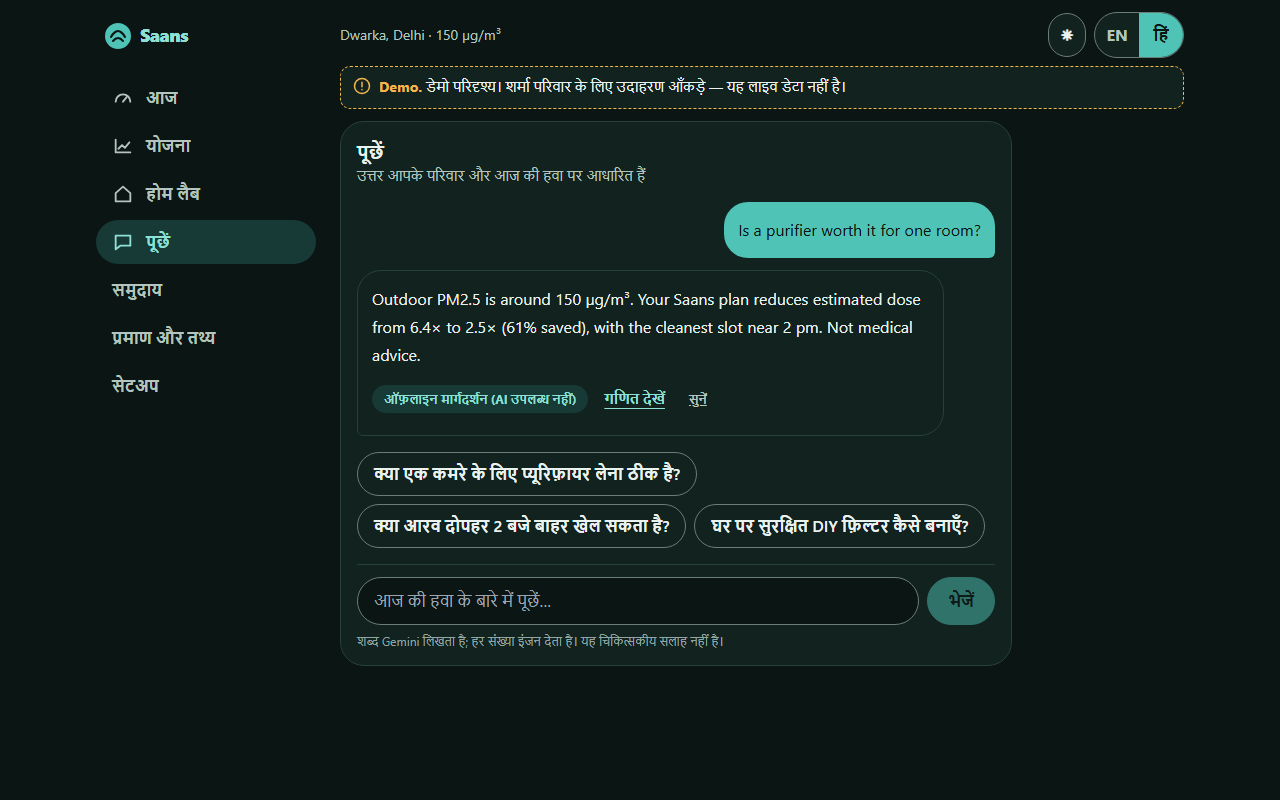 Saans
Dwarka, Delhi · 150 µg/m³
EN
हिं
Demo. डेमो परिदृश्य। शर्मा परिवार के लिए उदाहरण आँकड़े — यह लाइव डेटा नहीं है।
आज
योजना
होम लैब
पूछें
समुदाय
प्रमाण और तथ्य
सेटअप
पूछें
उत्तर आपके परिवार और आज की हवा पर आधारित हैं
Is a purifier worth it for one room?
Outdoor PM2.5 is around 150 µg/m³. Your Saans plan reduces estimated dose
from 6.4× to 2.5× (61% saved), with the cleanest slot near 2 pm. Not medical
advice.
ऑफ़लाइन मार्गदर्शन (AI उपलब्ध नहीं)
गणित देखें
सुनें
क्या एक कमरे के लिए प्यूरिफ़ायर लेना ठीक है?
क्या आरव दोपहर 2 बजे बाहर खेल सकता है?
घर पर सुरक्षित DIY फ़िल्टर कैसे बनाएँ?
आज की हवा के बारे में पूछें...
भेजें
शब्द Gemini लिखता है; हर संख्या इंजन देता है। यह चिकित्सकीय सलाह नहीं है।